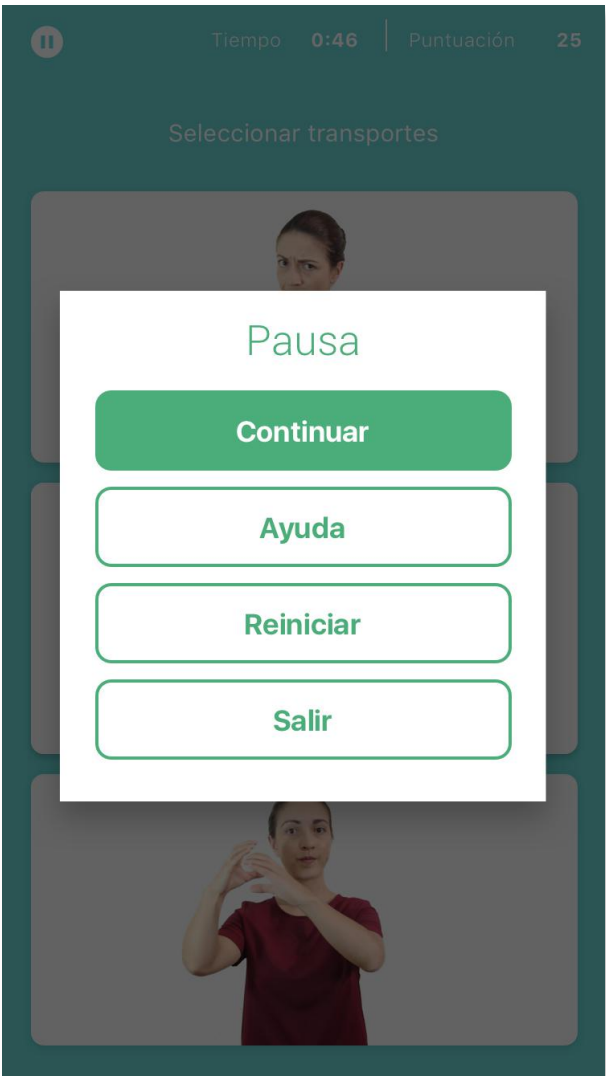 Tiempo 0:46 Puntuación 25
Seleccionar transportes
Pausa
Continuar
Ayuda
Reiniciar
Salir